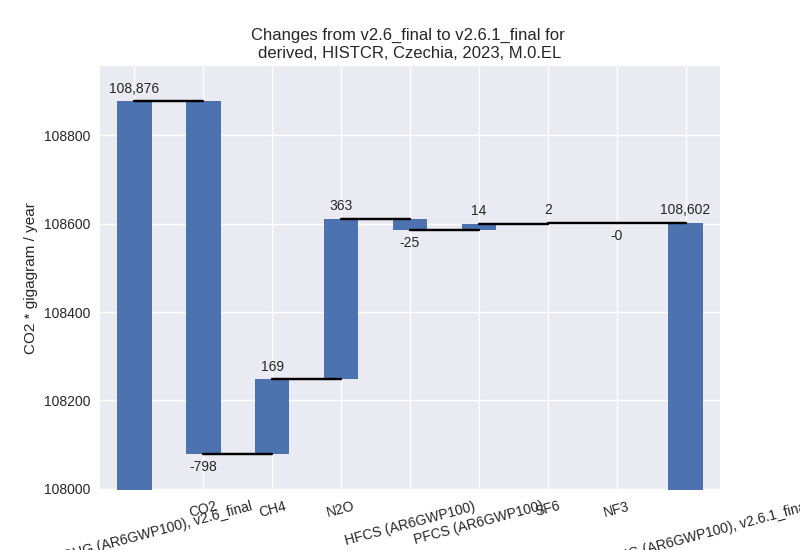 Changes from v2.6_final to v2.6.1_final for
derived, HISTCR, Czechia, 2023, M.0.EL
CO2 * gigagram / year
108800
108600
108400
108200
108000
108,876
-798
169
363
-25
14
2
-0
108,602
(AR6GWP100), v2.6_final
CO2
CH4
N2O
HFCS (AR6GWP100)
PFCS (AR6GWP100)
SF6
NF3
(AR6GWP100), v2.6.1_final